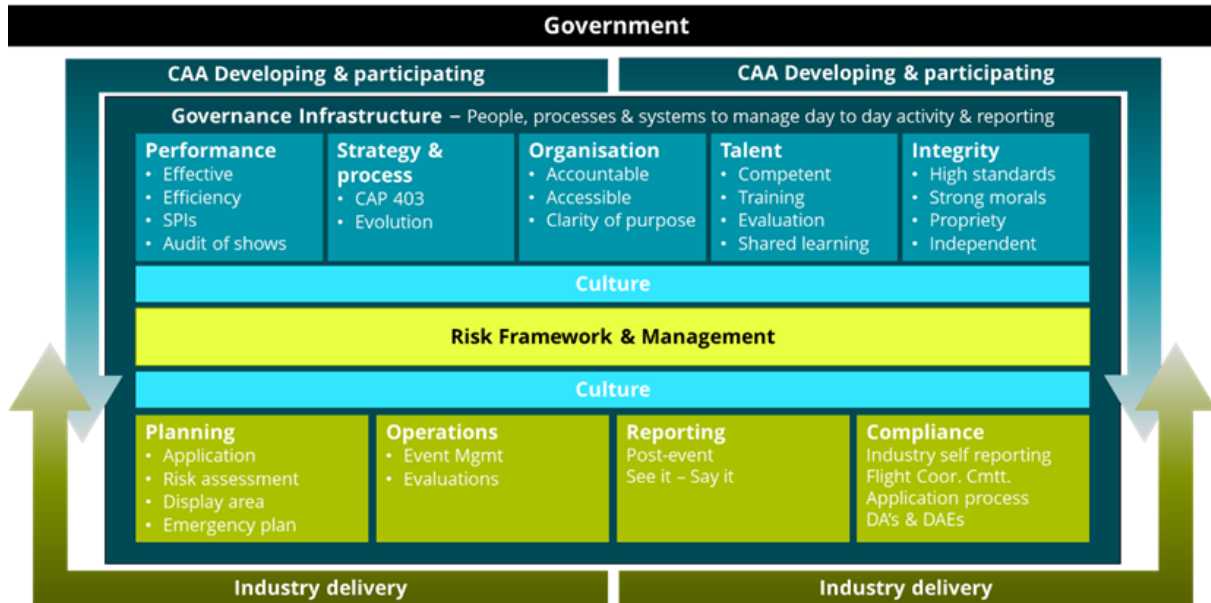 Government
CAA Developing & participating
CAA Developing & participating
Governance Infrastructure – People, processes & systems to manage day to day activity & reporting
Performance
• Effective
• Efficiency
• SPIs
• Audit of shows
Strategy &
process
• CAP 403
• Evolution
Organisation
• Accountable
• Accessible
• Clarity of purpose
Talent
• Competent
• Training
• Evaluation
• Shared learning
Integrity
• High standards
• Strong morals
• Propriety
• Independent
Culture
Risk Framework & Management
Culture
Planning
• Application
• Risk assessment
• Display area
• Emergency plan
Operations
• Event Mgmt
• Evaluations
Reporting
Post-event
See it – Say it
Compliance
Industry self reporting
Flight Coor. Cmtt.
Application process
DA's & DAEs
Industry delivery
Industry delivery